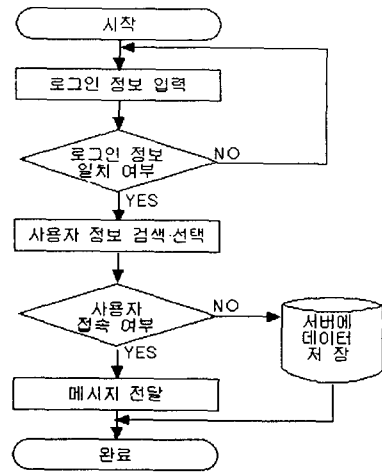 시작
로그인 정보 입력
로그인 정보
일치 여부
NO
YES
사용자 정보 검색·선택
사용자
접속 여부
NO
YES
서버에
데이터
저 장
메시지 전달
완료